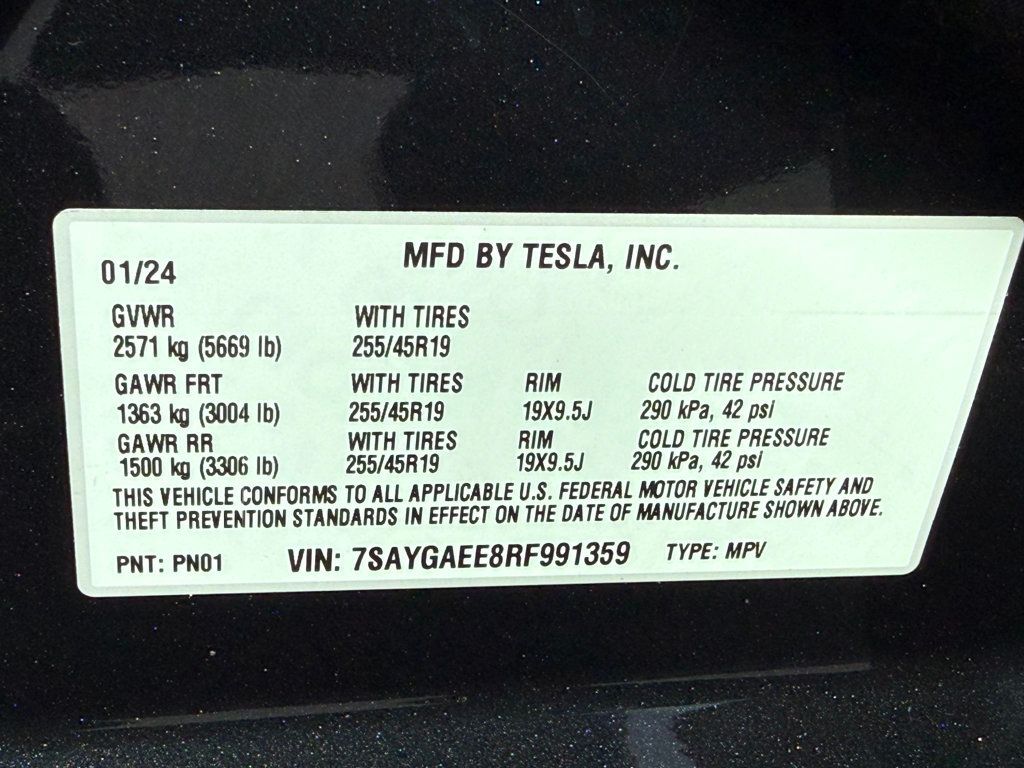 MFD BY TESLA, INC.
01/24
GVWR WITH TIRES
2571 kg (5669 lb) 255/45R19
GAWR FRT WITH TIRES RIM COLD TIRE PRESSURE
1363 kg (3004 lb) 255/45R19 19X9.5J 290 kPa, 42 psi
GAWR RR WITH TIRES RIM COLD TIRE PRESSURE
1500 kg (3306 lb) 255/45R19 19X9.5J 290 kPa, 42 psi
THIS VEHICLE CONFORMS TO ALL APPLICABLE U.S. FEDERAL MOTOR VEHICLE SAFETY AND
THEFT PREVENTION STANDARDS IN EFFECT ON THE DATE OF MANUFACTURE SHOWN ABOVE.
PNT: PN01 VIN: 7SAYGAEE8RF991359 TYPE: MPV